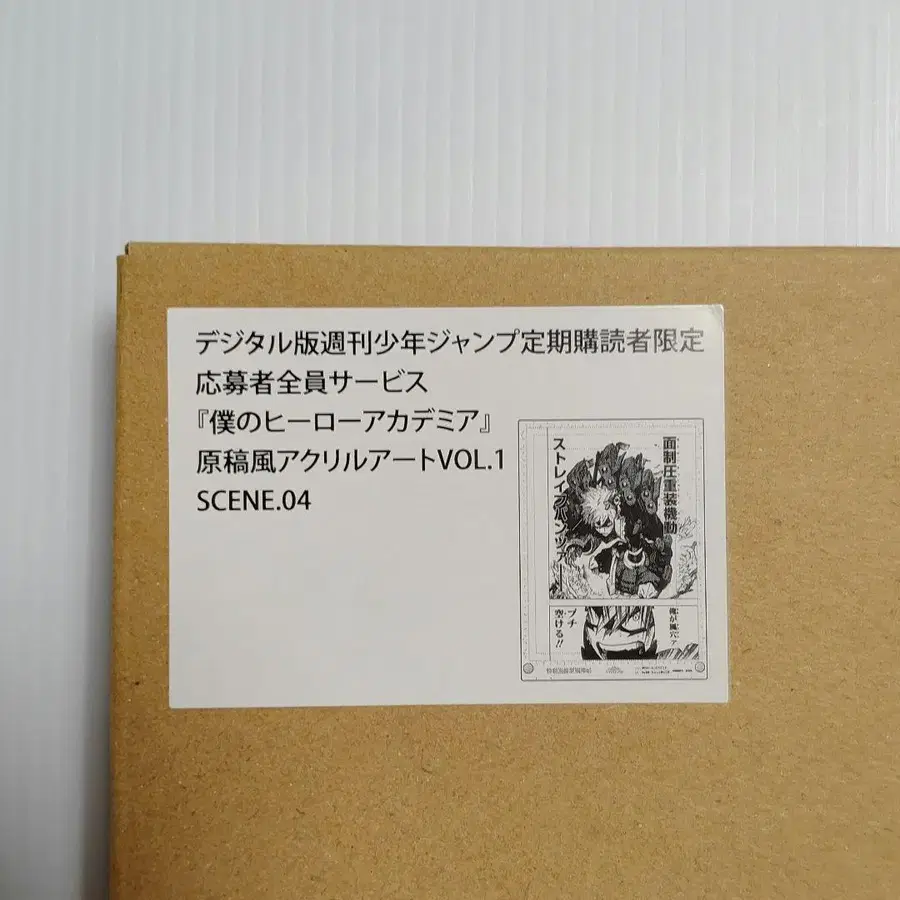 デジタル版週刊少年ジャンプ定期購読者限定
応募者全員サービス
『僕のヒーローアカデミア』
原稿風アクリルアートVOL.1
SCENE.04
面制圧重装機動
ストレイフパンツァー
俺が風穴ァ
ブチ
空ける!!